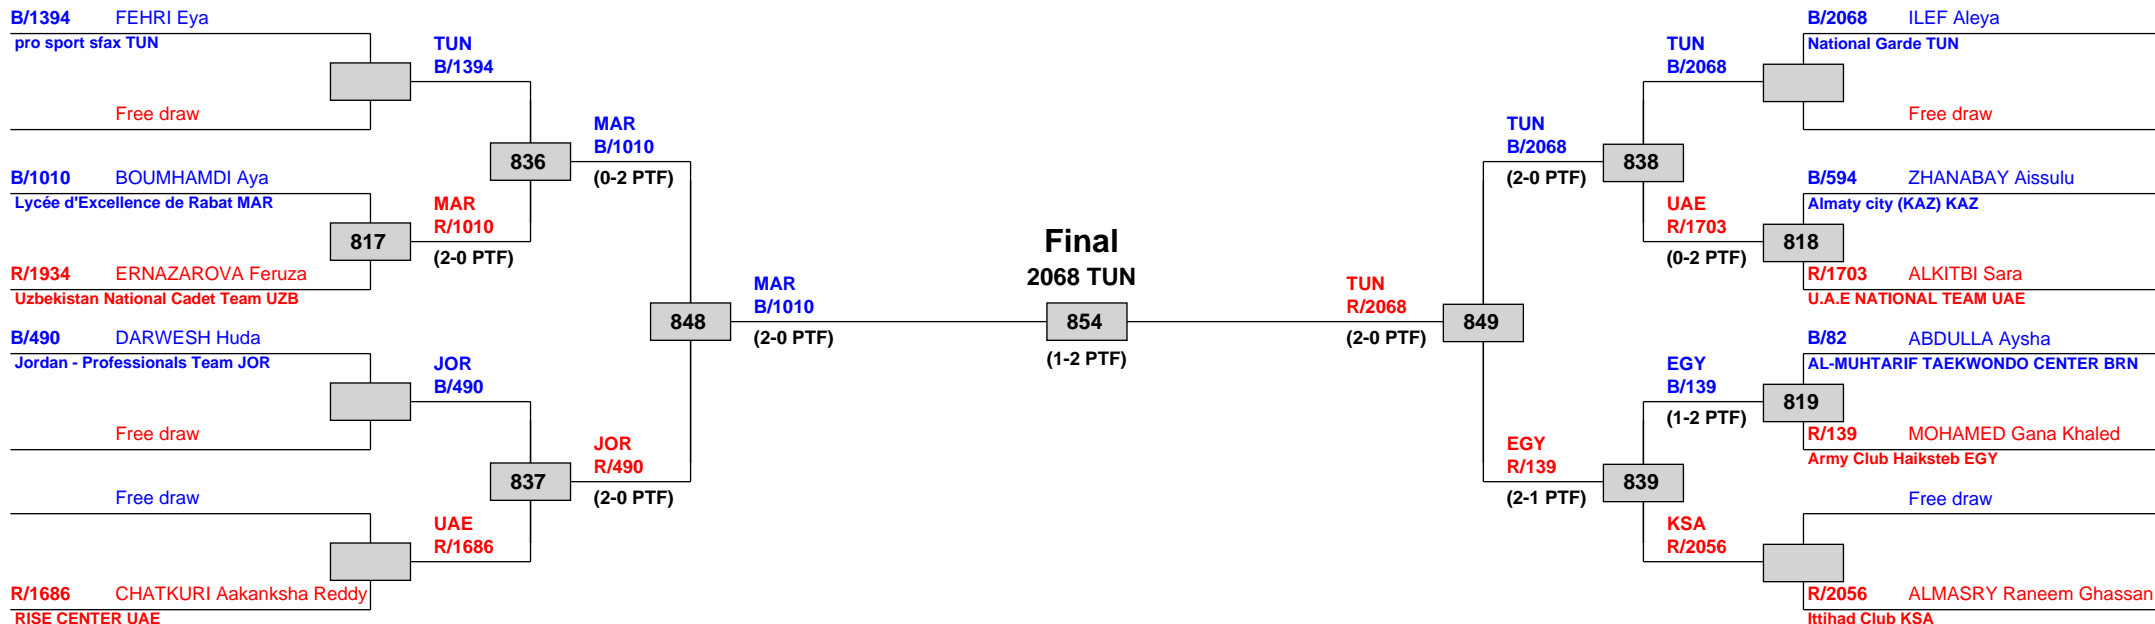 B/1394 FEHRI Eya
pro sport sfax TUN
Free draw
B/1010 BOUMHAMDI Aya
Lycée d'Excellence de Rabat MAR
817
R/1934 ERNAZAROVA Feruza
Uzbekistan National Cadet Team UZB
B/490 DARWESH Huda
Jordan - Professionals Team JOR
Free draw
Free draw
R/1686 CHATKURI Aakanksha Reddy
RISE CENTER UAE
TUN
B/1394
836
MAR
R/1010
(2-0 PTF)
JOR
B/490
837
UAE
R/1686
MAR
B/1010
(0-2 PTF)
848
JOR
R/490
(2-0 PTF)
MAR
B/1010
(2-0 PTF)
Final
2068 TUN
854
(1-2 PTF)
TUN
R/2068
(2-0 PTF)
849
TUN
B/2068
(2-0 PTF)
838
EGY
R/139
(2-1 PTF)
839
TUN
B/2068
UAE
R/1703
(0-2 PTF)
EGY
B/139
(1-2 PTF)
KSA
R/2056
B/2068 ILEF Aleya
National Garde TUN
Free draw
B/594 ZHANABAY Aissulu
Almaty city (KAZ) KAZ
818
R/1703 ALKITBI Sara
U.A.E NATIONAL TEAM UAE
B/82 ABDULLA Aysha
AL-MUHTARIF TAEKWONDO CENTER BRN
819
R/139 MOHAMED Gana Khaled
Army Club Haiksteb EGY
Free draw
R/2056 ALMASRY Raneem Ghassan
Ittihad Club KSA